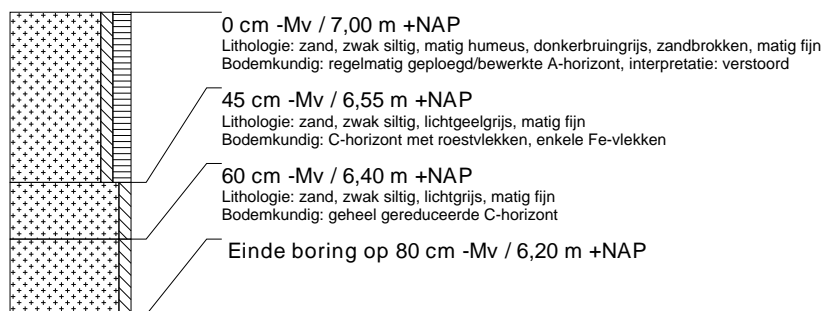 0 cm -Mv / 7,00 m +NAP
Lithologie: zand, zwak siltig, matig humeus, donkerbruingrijs, zandbrokken, matig fijn
Bodemkundig: regelmatig geploegd/bewerkte A-horizont, interpretatie: verstoord
45 cm -Mv / 6,55 m +NAP
Lithologie: zand, zwak siltig, lichtgeelgrijs, matig fijn
Bodemkundig: C-horizont met roestvlekken, enkele Fe-vlekken
60 cm -Mv / 6,40 m +NAP
Lithologie: zand, zwak siltig, lichtgrijs, matig fijn
Bodemkundig: geheel gereduceerde C-horizont
Einde boring op 80 cm -Mv / 6,20 m +NAP